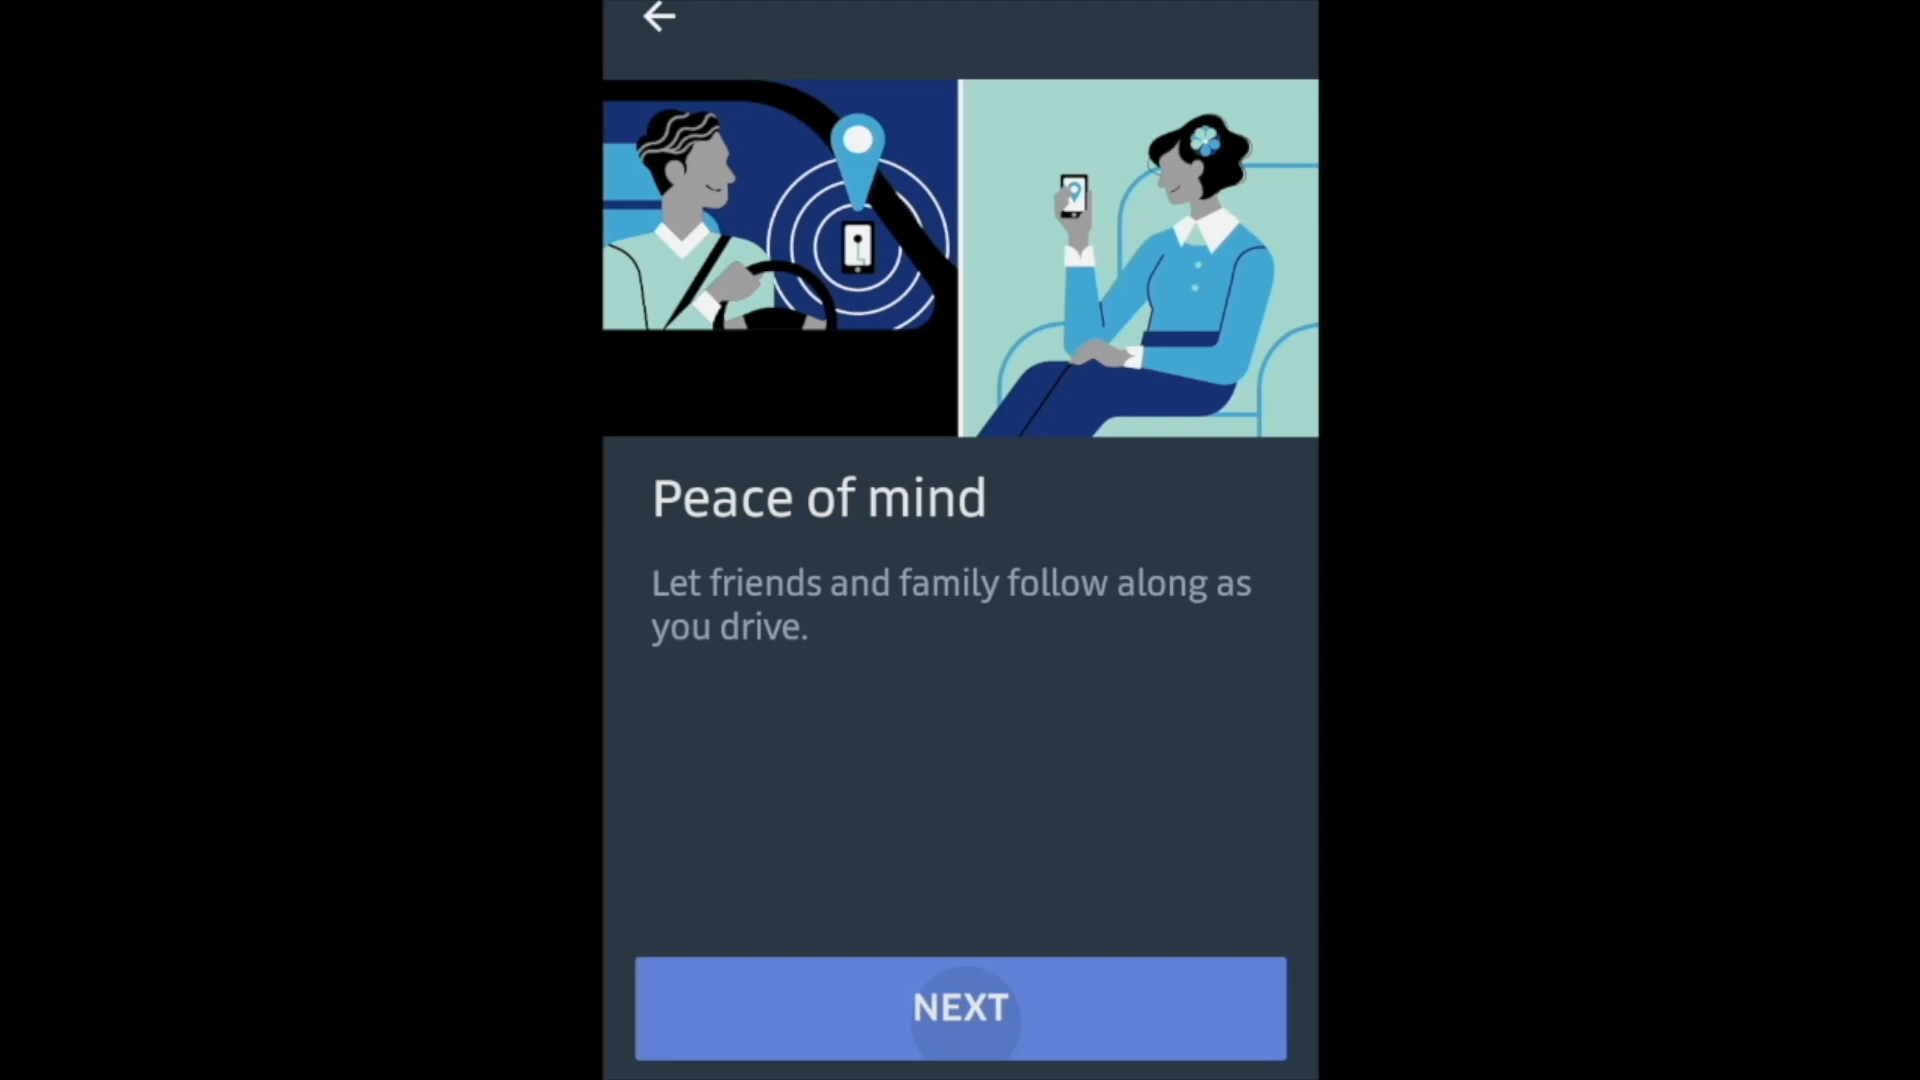 Peace of mind
Let friends and family follow along as
you drive.
NEXT